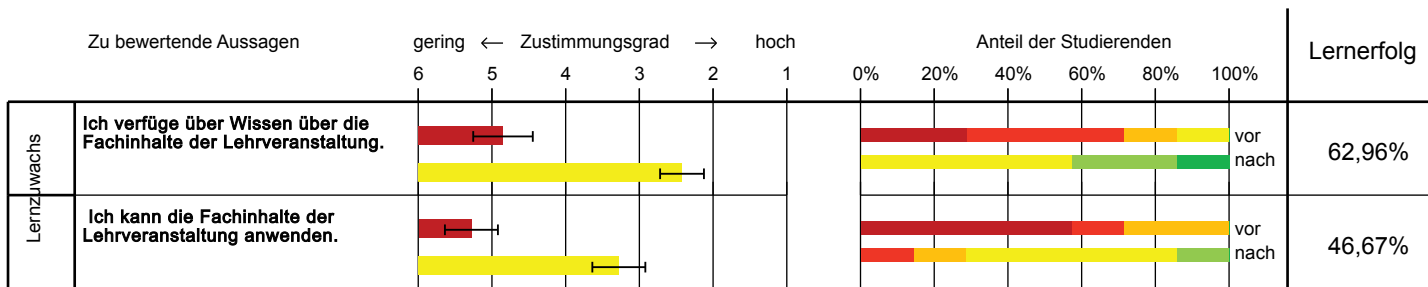 Zu bewertende Aussagen
gering ← Zustimmungsgrad → hoch
Anteil der Studierenden
Lernerfolg
6 5 4 3 2 1
0% 20% 40% 60% 80% 100%
Lernzuwachs
Ich verfüge über Wissen über die
Fachinhalte der Lehrveranstaltung.
vor
nach
62,96%
Ich kann die Fachinhalte der
Lehrveranstaltung anwenden.
vor
nach
46,67%